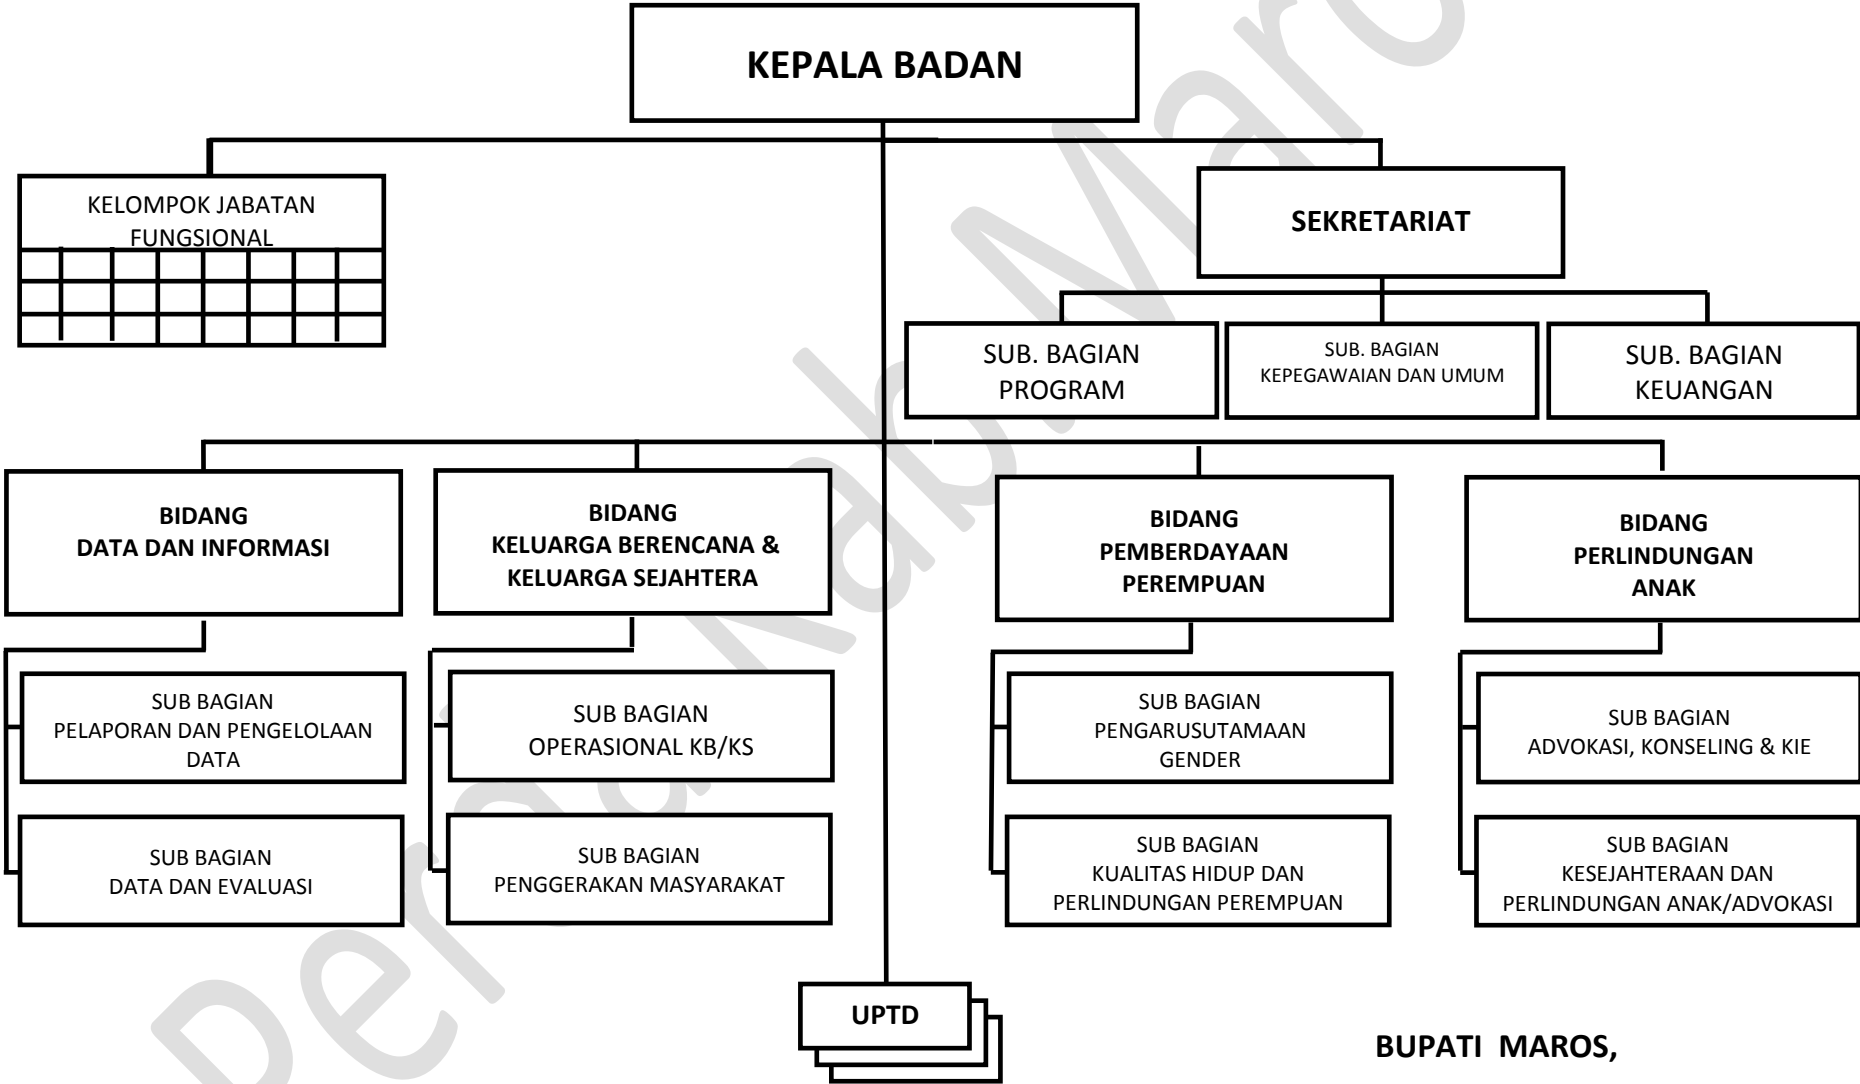 KEPALA BADAN
KELOMPOK JABATAN
FUNGSIONAL
SEKRETARIAT
SUB. BAGIAN
PROGRAM
SUB. BAGIAN
KEPEGAWAIAN DAN UMUM
SUB. BAGIAN
KEUANGAN
BIDANG
DATA DAN INFORMASI
BIDANG
KELUARGA BERENCANA &
KELUARGA SEJAHTERA
BIDANG
PEMBERDAYAAN
PEREMPUAN
BIDANG
PERLINDUNGAN
ANAK
SUB BAGIAN
PELAPORAN DAN PENGELOLAAN
DATA
SUB BAGIAN
OPERASIONAL KB/KS
SUB BAGIAN
PENGARUSUTAMAAN
GENDER
SUB BAGIAN
ADVOKASI, KONSELING & KIE
SUB BAGIAN
DATA DAN EVALUASI
SUB BAGIAN
PENGGERAKAN MASYARAKAT
SUB BAGIAN
KUALITAS HIDUP DAN
PERLINDUNGAN PEREMPUAN
SUB BAGIAN
KESEJAHTERAAN DAN
PERLINDUNGAN ANAK/ADVOKASI
UPTD
BUPATI  MAROS,